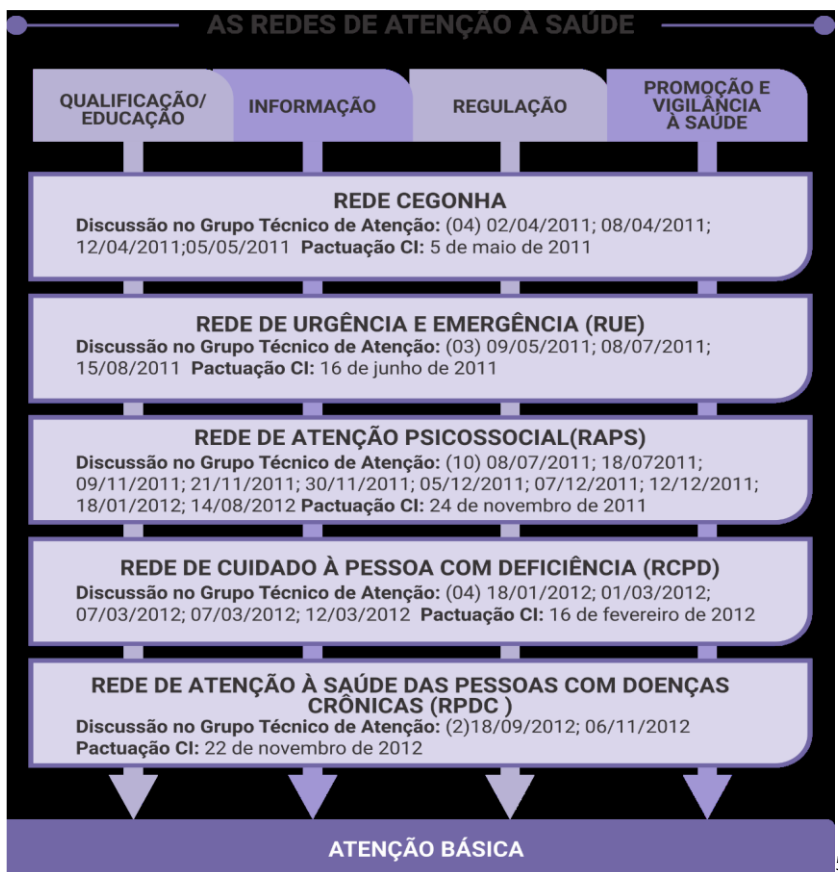 AS REDES DE ATENÇÃO À SAÚDE
QUALIFICAÇÃO/
EDUCAÇÃO
INFORMAÇÃO
REGULAÇÃO
PROMOÇÃO E
VIGILÂNCIA
À SAÚDE
REDE CEGONHA
Discussão no Grupo Técnico de Atenção: (04) 02/04/2011; 08/04/2011;
12/04/2011;05/05/2011 Pactuação CI: 5 de maio de 2011
REDE DE URGÊNCIA E EMERGÊNCIA (RUE)
Discussão no Grupo Técnico de Atenção: (03) 09/05/2011; 08/07/2011;
15/08/2011 Pactuação CI: 16 de junho de 2011
REDE DE ATENÇÃO PSICOSSOCIAL(RAPS)
Discussão no Grupo Técnico de Atenção: (10) 08/07/2011; 18/072011;
09/11/2011; 21/11/2011; 30/11/2011; 05/12/2011; 07/12/2011; 12/12/2011;
18/01/2012; 14/08/2012 Pactuação CI: 24 de novembro de 2011
REDE DE CUIDADO À PESSOA COM DEFICIÊNCIA (RCPD)
Discussão no Grupo Técnico de Atenção: (04) 18/01/2012; 01/03/2012;
07/03/2012; 07/03/2012; 12/03/2012 Pactuação CI: 16 de fevereiro de 2012
REDE DE ATENÇÃO À SAÚDE DAS PESSOAS COM DOENÇAS
CRÔNICAS (RPDC )
Discussão no Grupo Técnico de Atenção: (2)18/09/2012; 06/11/2012
Pactuação CI: 22 de novembro de 2012
ATENÇÃO BÁSICA